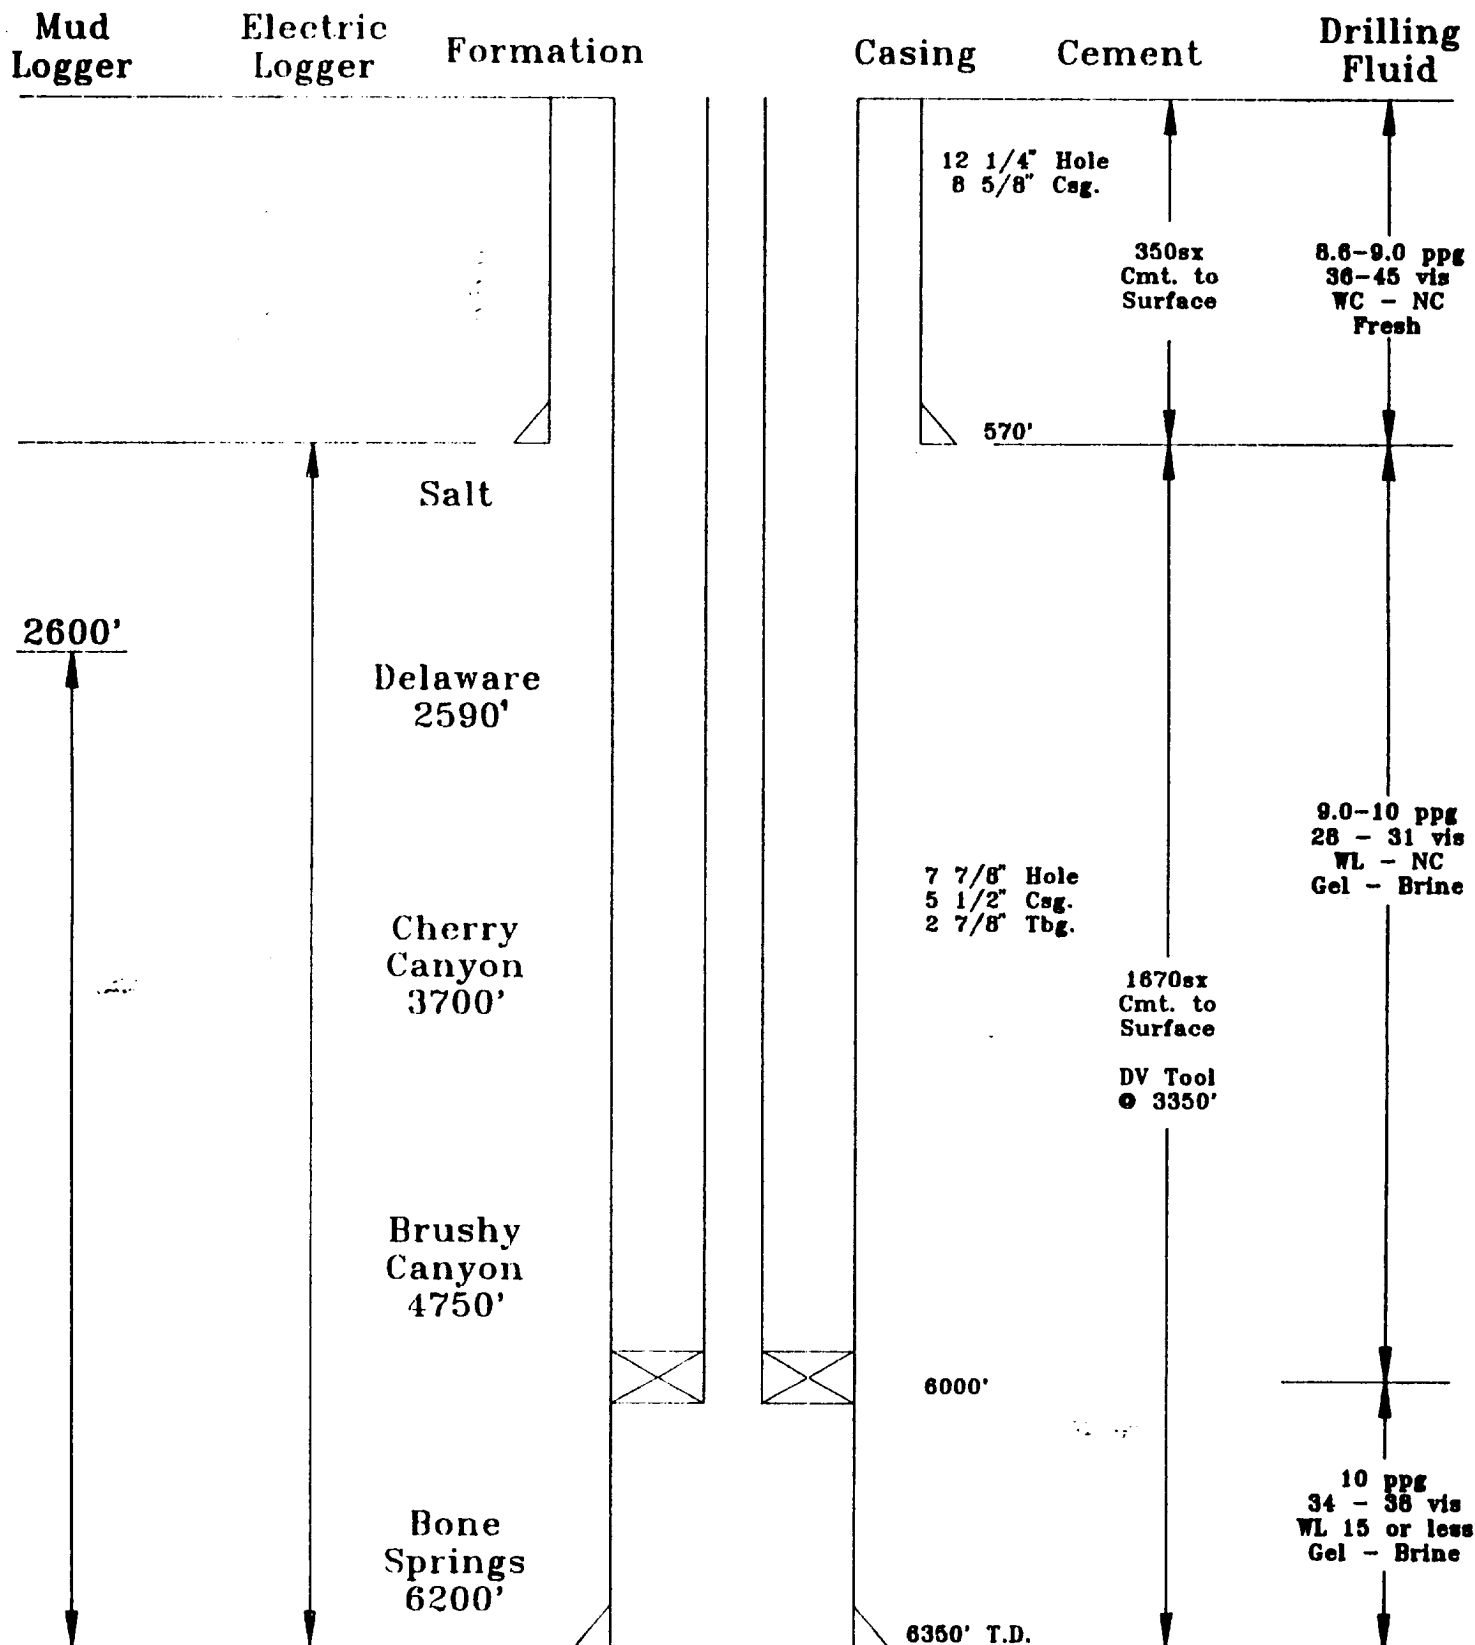 Mud
Logger
Electric
Logger
Formation
Casing
Cement
Drilling
Fluid
12 1/4" Hole
8 5/8" Csg.
350sx
Cmt. to
Surface
8.6-9.0 ppg
36-45 vis
WC - NC
Fresh
570'
Salt
2600'
Delaware
2590'
9.0-10 ppg
28 - 31 vis
WL - NC
Gel - Brine
7 7/8" Hole
5 1/2" Csg.
2 7/8" Tbg.
Cherry
Canyon
3700'
1670sx
Cmt. to
Surface
DV Tool
@ 3350'
Brushy
Canyon
4750'
6000'
10 ppg
34 - 38 vis
WL 15 or less
Gel - Brine
Bone
Springs
6200'
6350' T.D.